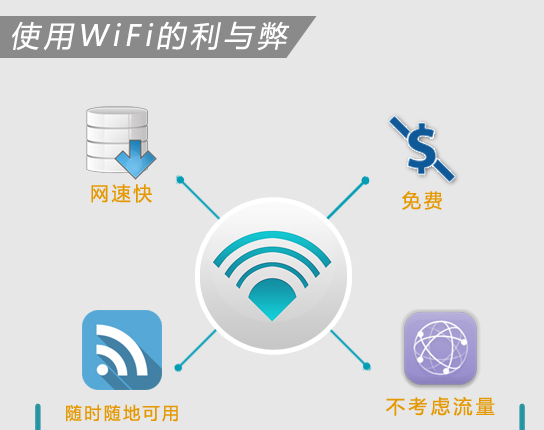 使用WiFi的利与弊
网速快
免费
随时随地可用
不考虑流量